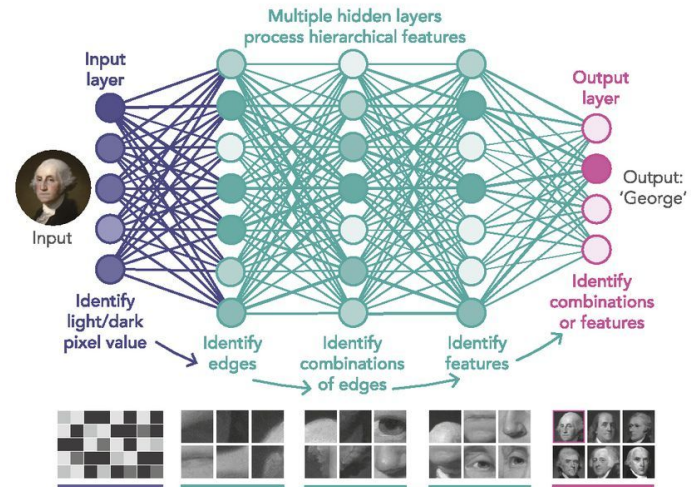 Multiple hidden layers
process hierarchical features
Input
layer
Output
layer
Input
Output:
'George'
Identify
light/dark
pixel value
Identify
edges
Identify
combinations
of edges
Identify
features
Identify
combinations
or features